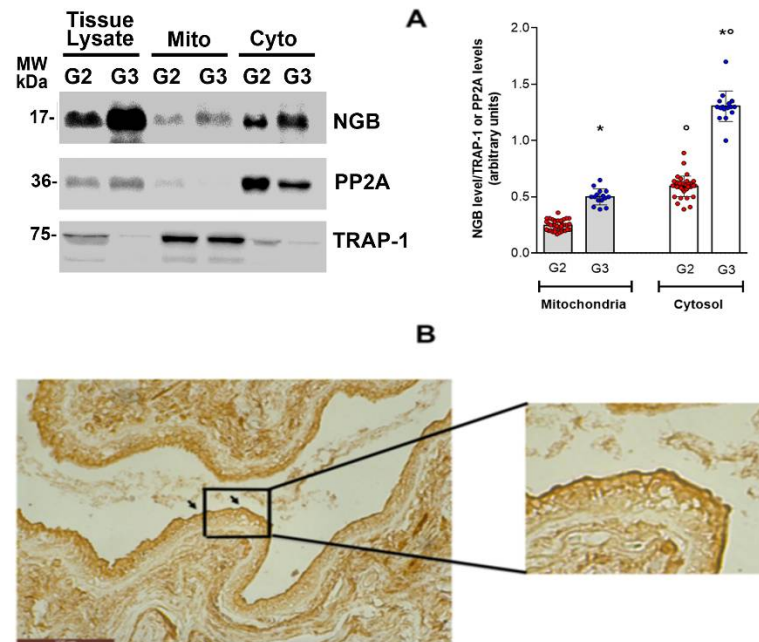 A
Tissue Lysate Mito Cyto
MW kDa G2 G3 G2 G3 G2 G3
17- NGB
36- PP2A
75- TRAP-1
NGB level/TRAP-1 or PP2A levels
(arbitrary units)
2.0
1.5
1.0
0.5
0.0
*
°
*°
G2 G3 G2 G3
Mitochondria Cytosol
B